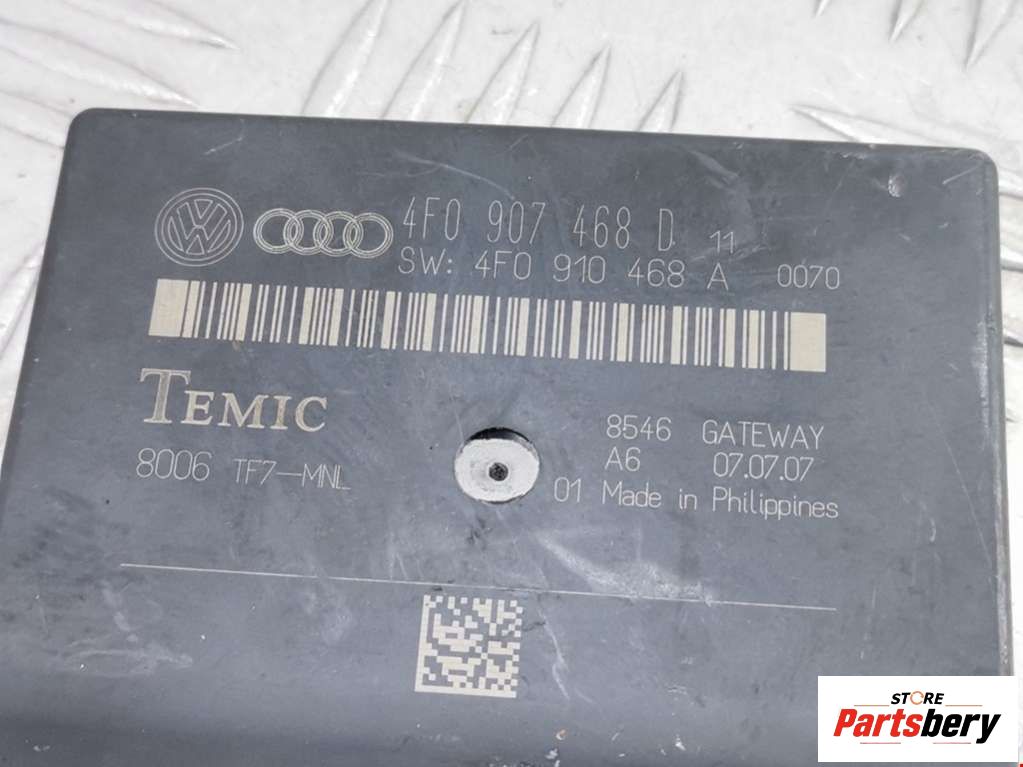 VW
4F0 907 468 D 11
SW: 4F0 910 468 A 0070
TEMIC
8006 TF7-MNL
8546 GATEWAY
A6 07.07.07
01 Made in Philippines
STORE
Partsbery